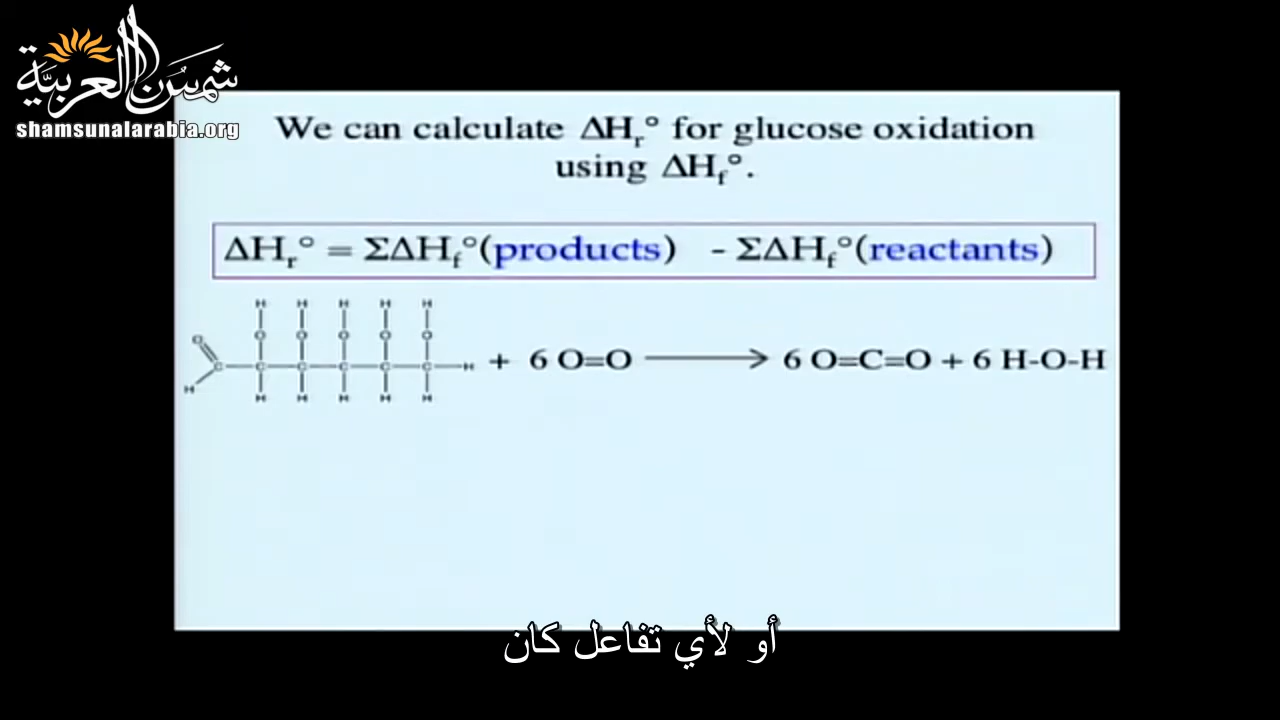 شمس العربية
shamsunalarabia.org
We can calculate ΔHr° for glucose oxidation
using ΔHf°.
ΔHr° = ΣΔHf°(products) - ΣΔHf°(reactants)
H H H H H
O O O O O O
H C C C C C C H + 6 O=O ⟶ 6 O=C=O + 6 H-O-H
H H H H H
أو لأي تفاعل كان